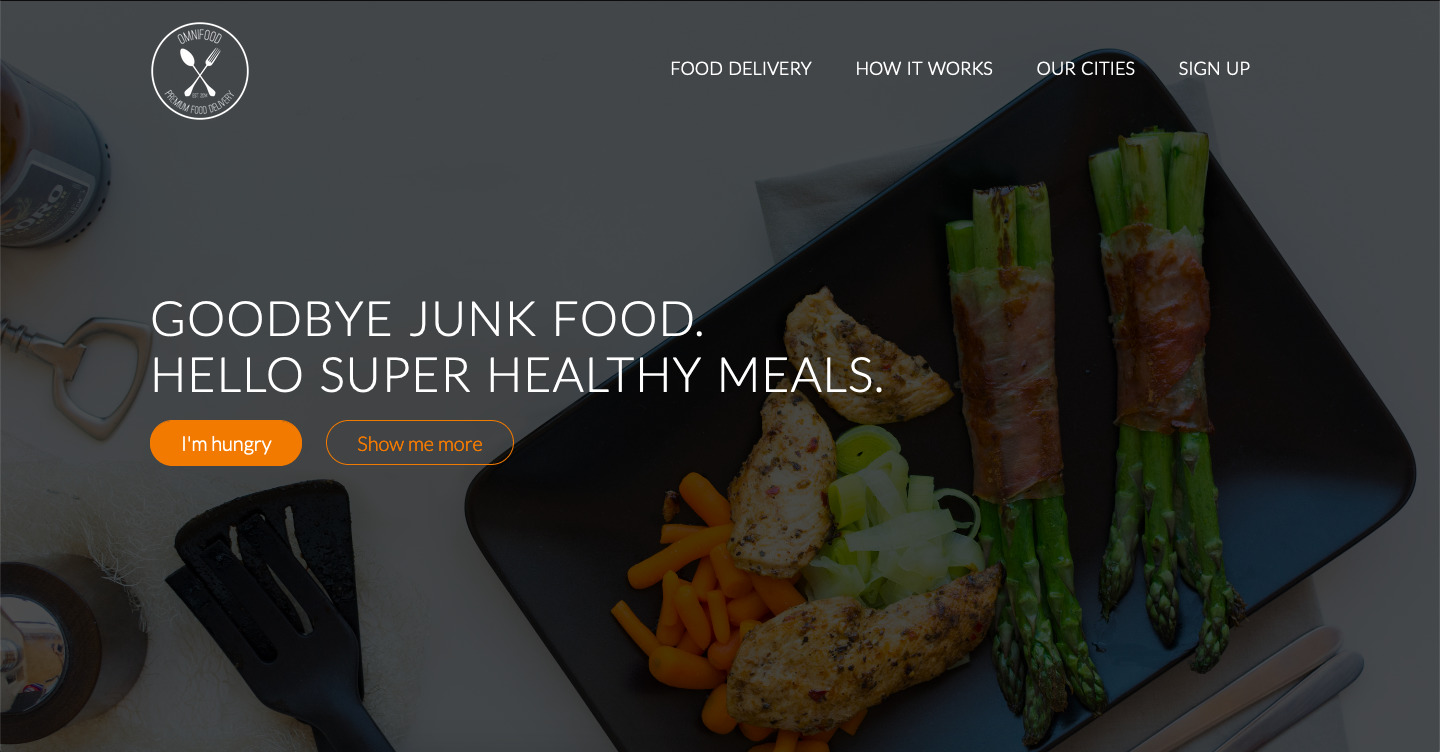 OMNIFOOD
EST 2014
PREMIUM FOOD DELIVERY
FOOD DELIVERY HOW IT WORKS OUR CITIES SIGN UP
GOODBYE JUNK FOOD.
HELLO SUPER HEALTHY MEALS.
I'm hungry Show me more